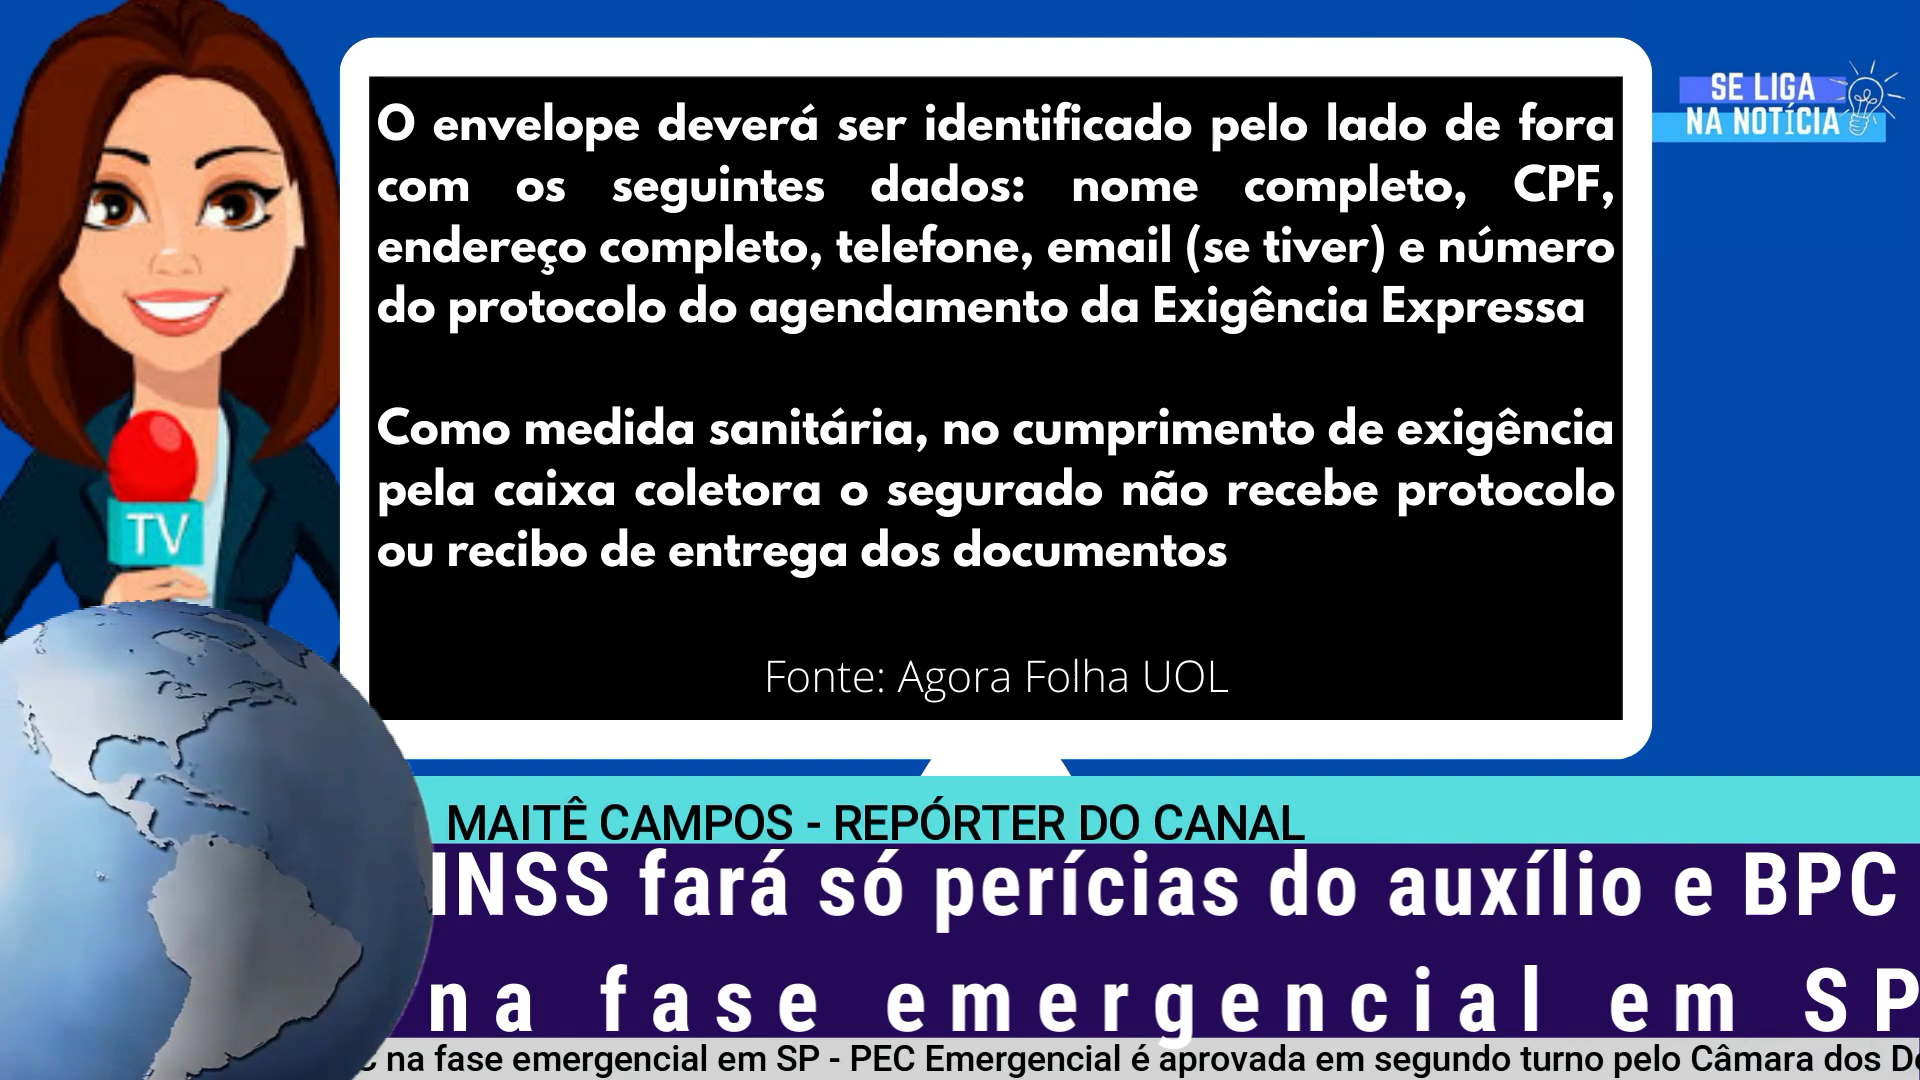 O envelope deverá ser identificado pelo lado de fora
com os seguintes dados: nome completo, CPF,
endereço completo, telefone, email (se tiver) e número
do protocolo do agendamento da Exigência Expressa
Como medida sanitária, no cumprimento de exigência
pela caixa coletora o segurado não recebe protocolo
ou recibo de entrega dos documentos
Fonte: Agora Folha UOL
SE LIGA
NA NOTÍCIA
TV
MAITÊ CAMPOS - REPÓRTER DO CANAL
INSS fará só perícias do auxílio e BPC
na fase emergencial em SP
na fase emergencial em SP - PEC Emergencial é aprovada em segundo turno pelo Câmara dos